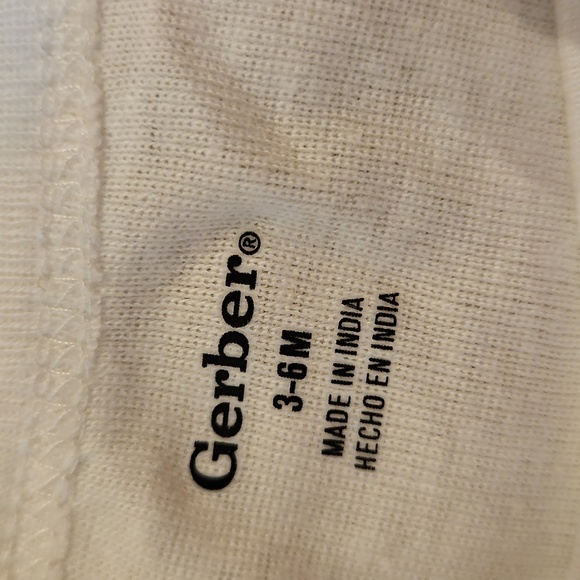 Gerber®
3-6M
MADE IN INDIA
HECHO EN INDIA